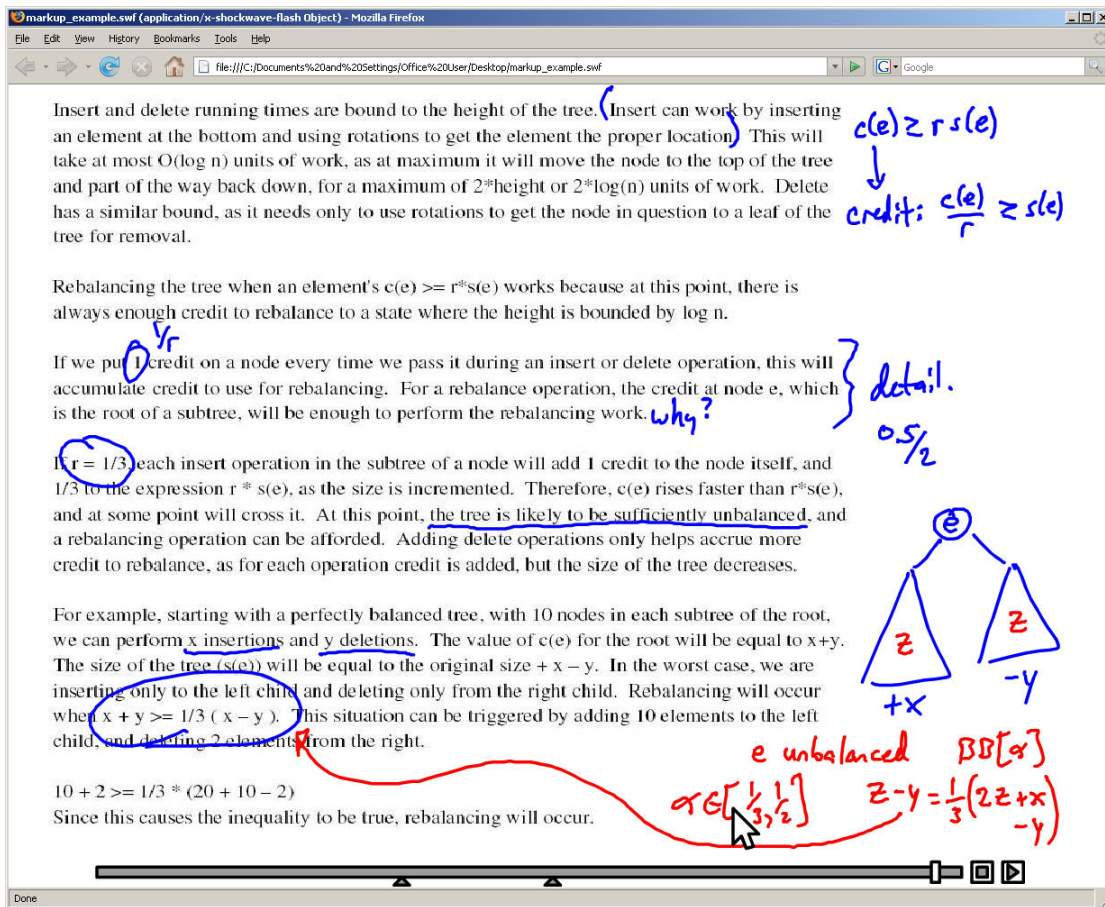 markup_example.swf (application/x-shockwave-flash Object) - Mozilla Firefox
File Edit View History Bookmarks Tools Help
file:///C:/Documents%20and%20Settings/Office%20User/Desktop/markup_example.swf
G Google
Insert and delete running times are bound to the height of the tree. (Insert can work by inserting
an element at the bottom and using rotations to get the element the proper location) This will
take at most O(log n) units of work, as at maximum it will move the node to the top of the tree
and part of the way back down, for a maximum of 2*height or 2*log(n) units of work. Delete
has a similar bound, as it needs only to use rotations to get the node in question to a leaf of the
tree for removal.
c(e) ≥ r s(e)
credit: c(e)/r ≥ s(e)
Rebalancing the tree when an element's c(e) >= r*s(e) works because at this point, there is
always enough credit to rebalance to a state where the height is bounded by log n.
1/r
If we put 1 credit on a node every time we pass it during an insert or delete operation, this will
accumulate credit to use for rebalancing. For a rebalance operation, the credit at node e, which
is the root of a subtree, will be enough to perform the rebalancing work. why?
detail.
0.5/2
If r = 1/3, each insert operation in the subtree of a node will add 1 credit to the node itself, and
1/3 to the expression r * s(e), as the size is incremented. Therefore, c(e) rises faster than r*s(e),
and at some point will cross it. At this point, the tree is likely to be sufficiently unbalanced, and
a rebalancing operation can be afforded. Adding delete operations only helps accrue more
credit to rebalance, as for each operation credit is added, but the size of the tree decreases.
e
z z
+x -y
For example, starting with a perfectly balanced tree, with 10 nodes in each subtree of the root,
we can perform x insertions and y deletions. The value of c(e) for the root will be equal to x+y.
The size of the tree (s(e)) will be equal to the original size + x – y. In the worst case, we are
inserting only to the left child and deleting only from the right child. Rebalancing will occur
when x + y >= 1/3 ( x – y ). This situation can be triggered by adding 10 elements to the left
child, and deleting 2 elements from the right.
e unbalanced BB[α]
α ∈ [1/3, 1/2] z - y = 1/3 (2z + x
- y)
10 + 2 >= 1/3 * (20 + 10 – 2)
Since this causes the inequality to be true, rebalancing will occur.
Done